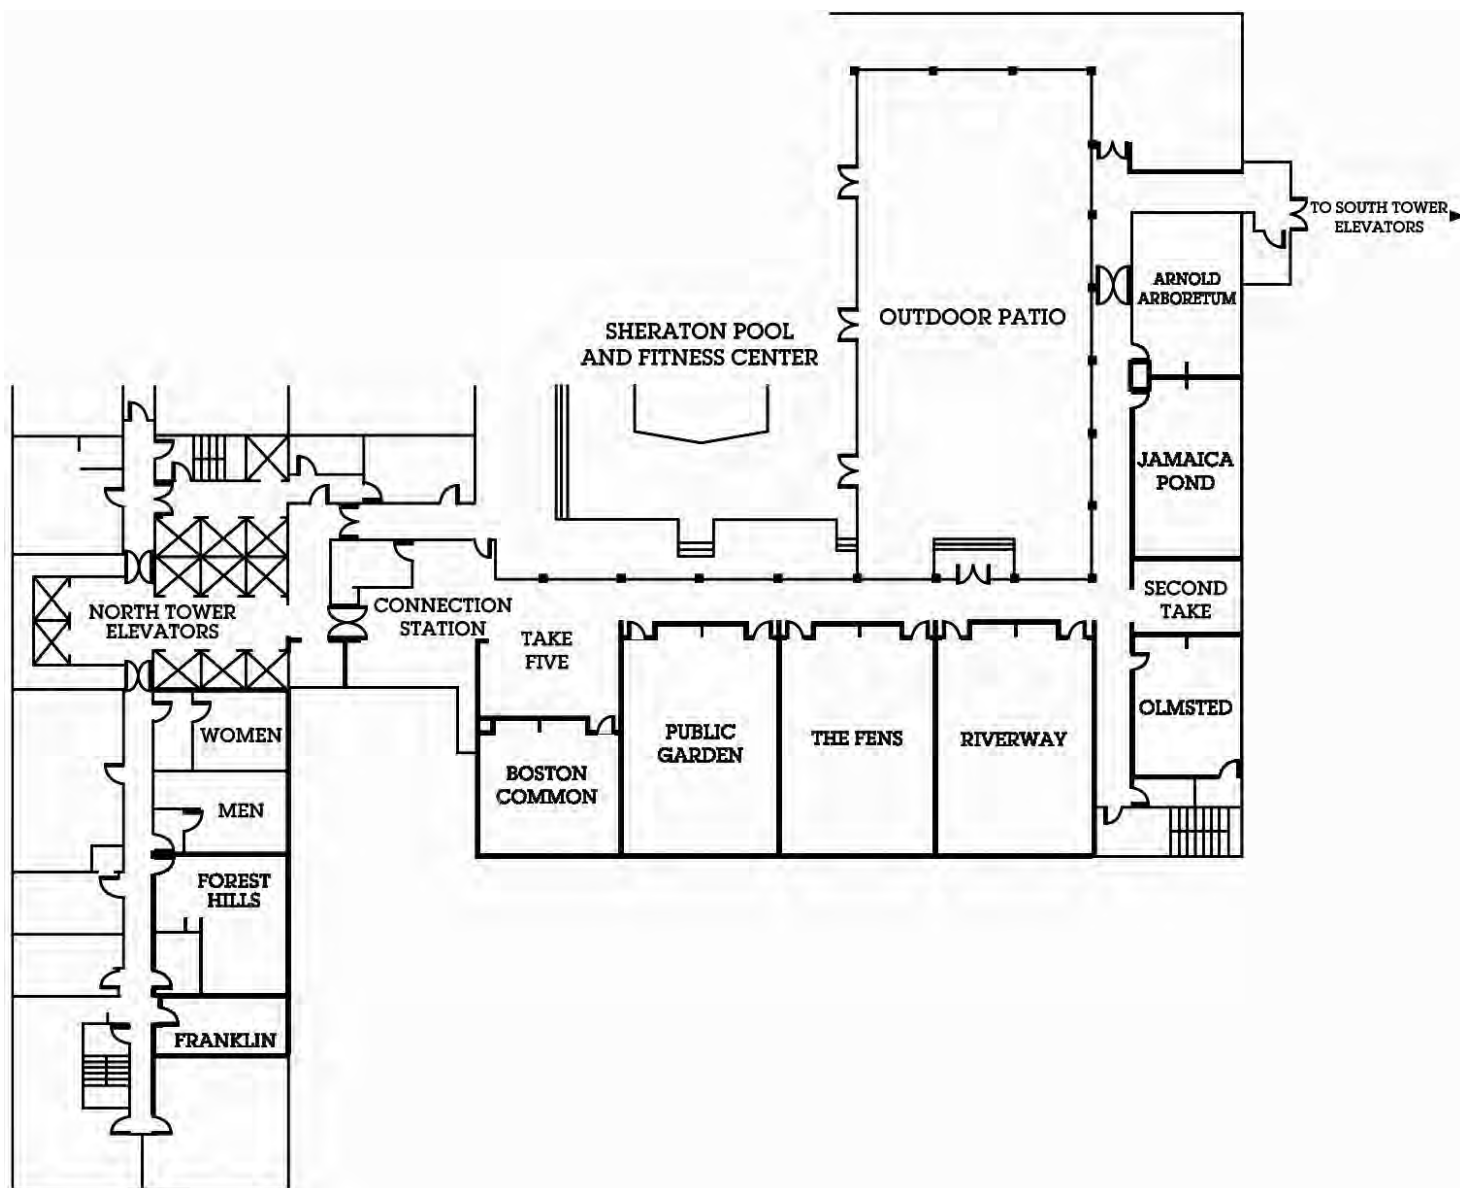 TO SOUTH TOWER
ELEVATORS
ARNOLD
ARBORETUM
OUTDOOR PATIO
SHERATON POOL
AND FITNESS CENTER
JAMAICA
POND
SECOND
TAKE
NORTH TOWER
ELEVATORS
CONNECTION
STATION
TAKE
FIVE
OLMSTED
WOMEN
PUBLIC
GARDEN
THE FENS
RIVERWAY
BOSTON
COMMON
MEN
FOREST
HILLS
FRANKLIN